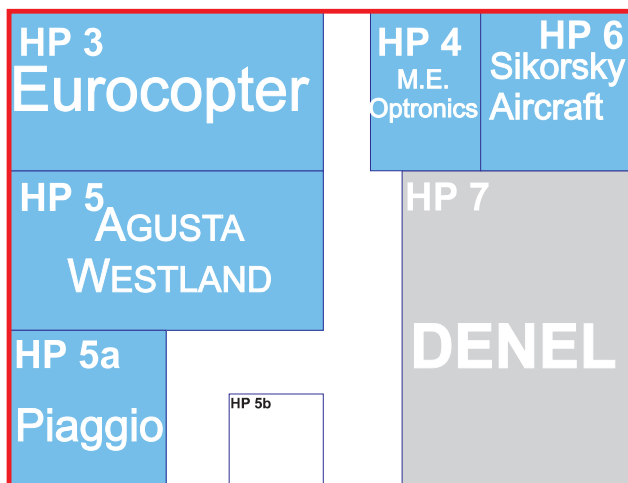 HP 3
Eurocopter
HP 4
M.E.
Optronics
HP 6
Sikorsky
Aircraft
HP 5
AGUSTA
WESTLAND
HP 7
DENEL
HP 5a
Piaggio
HP 5b